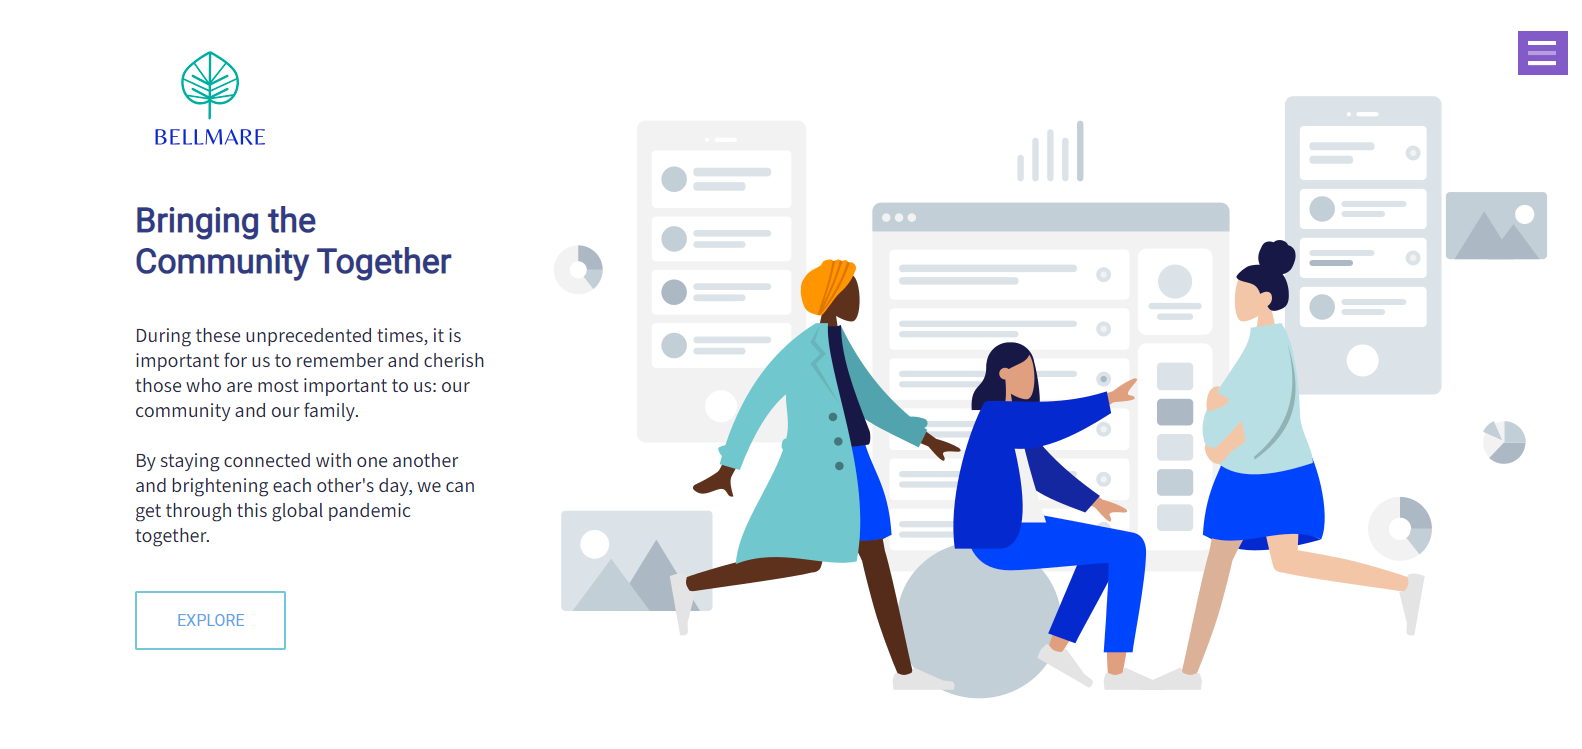 BELLMARE
Bringing the
Community Together
During these unprecedented times, it is
important for us to remember and cherish
those who are most important to us: our
community and our family.
By staying connected with one another
and brightening each other's day, we can
get through this global pandemic
together.
EXPLORE